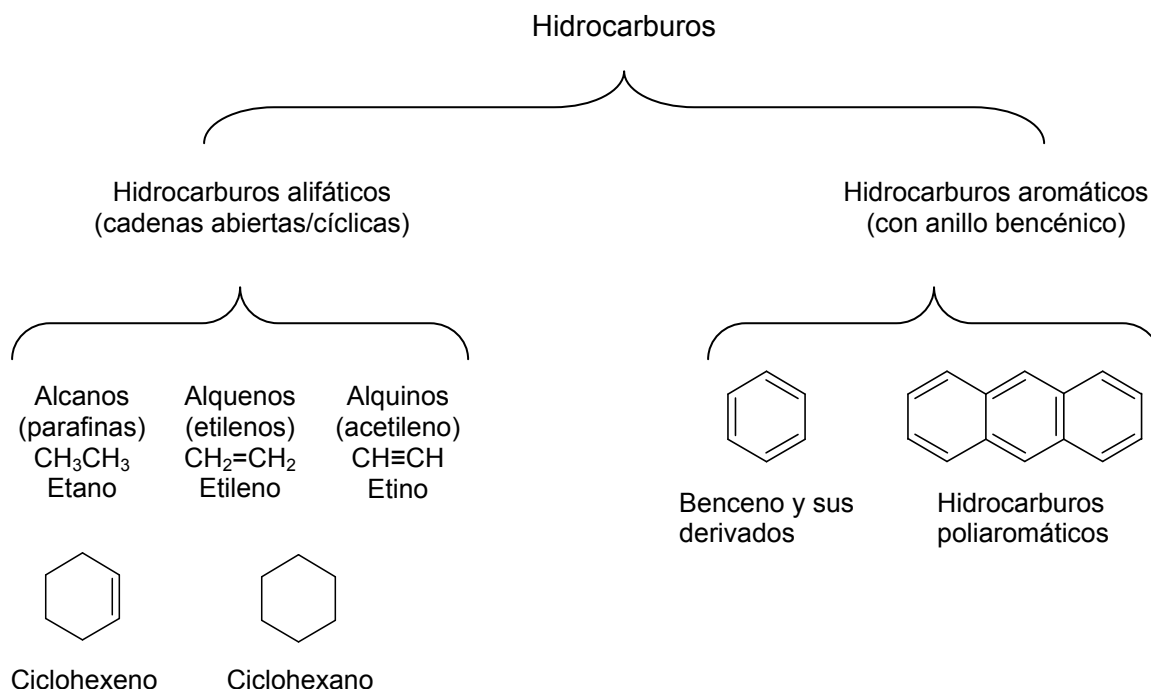 Hidrocarburos
Hidrocarburos alifáticos
(cadenas abiertas/cíclicas)
Hidrocarburos aromáticos
(con anillo bencénico)
Alcanos
(parafinas)
CH₃CH₃
Etano
Alquenos
(etilenos)
CH₂=CH₂
Etileno
Alquinos
(acetileno)
CH≡CH
Etino
Benceno y sus
derivados
Hidrocarburos
poliaromáticos
Ciclohexeno
Ciclohexano